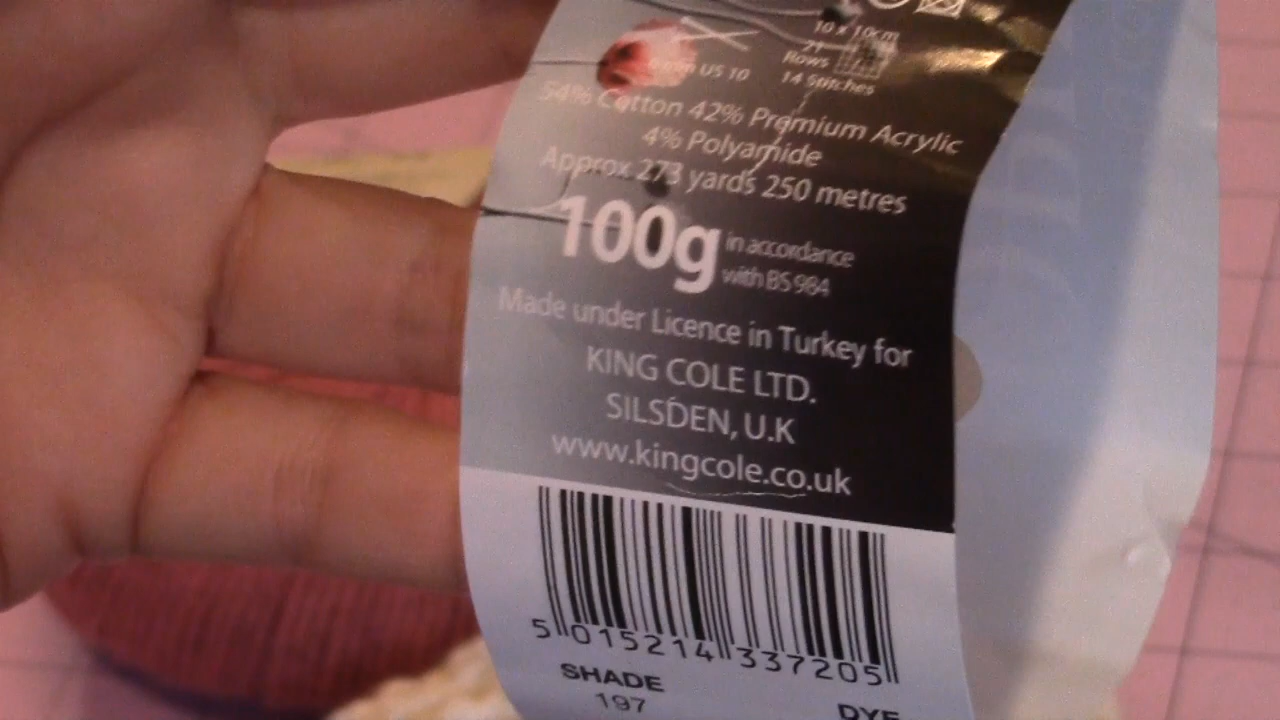 10 x 10cm
21
Rows
US 10
14 Stitches
54% Cotton 42% Premium Acrylic
4% Polyamide
Approx 273 yards 250 metres
100g in accordance
with BS 984
Made under Licence in Turkey for
KING COLE LTD.
SILSDEN, U.K
www.kingcole.co.uk
5 015214 337205
SHADE
197
DYE